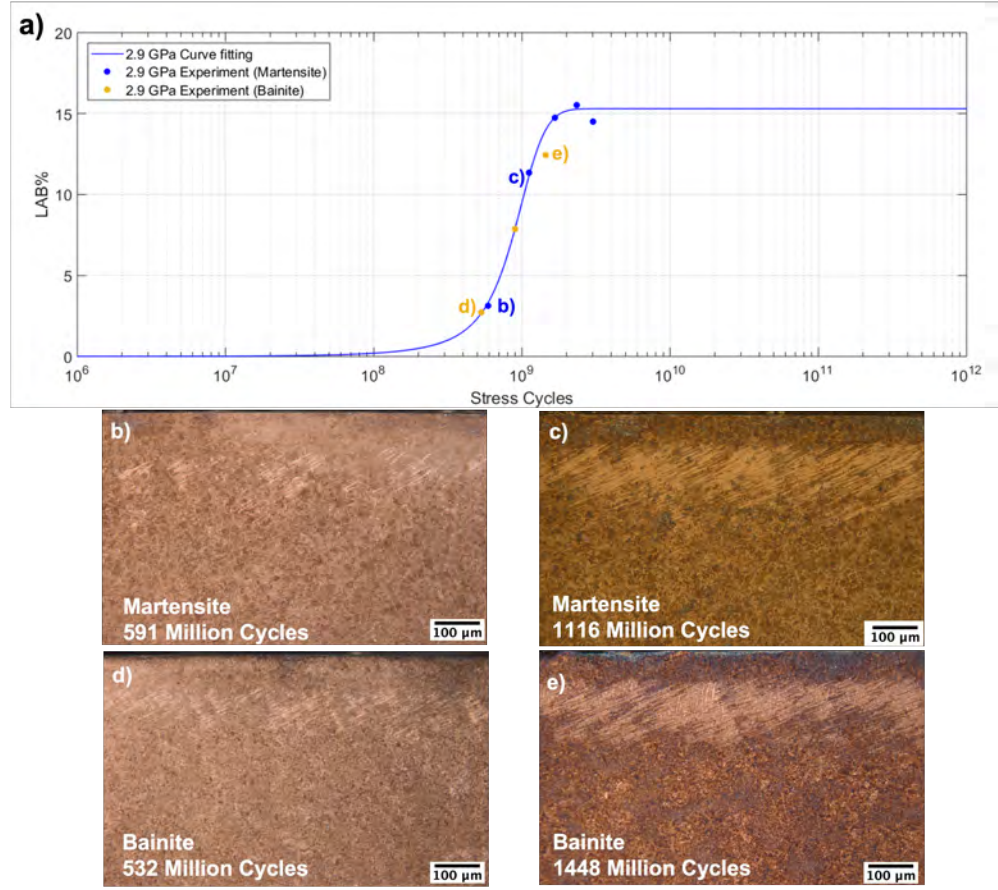 a)
20
15
10
5
0
LAB%
2.9 GPa Curve fitting
2.9 GPa Experiment (Martensite)
2.9 GPa Experiment (Bainite)
e)
c)
d)
b)
10^6
10^7
10^8
10^9
10^10
10^11
10^12
Stress Cycles
b)
Martensite
591 Million Cycles
100 µm
c)
Martensite
1116 Million Cycles
100 µm
d)
Bainite
532 Million Cycles
100 µm
e)
Bainite
1448 Million Cycles
100 µm